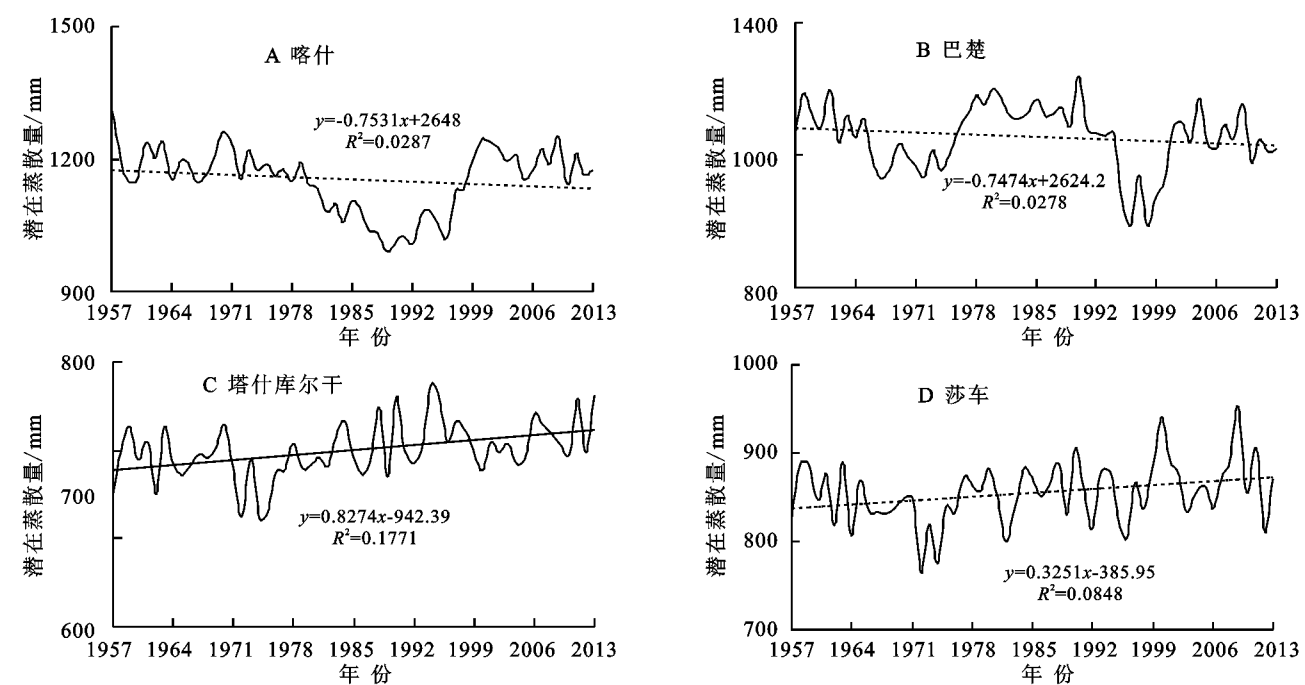 A 喀什
潜在蒸散量/mm
1500
1200
900
y=-0.7531x+2648
R²=0.0287
1957 1964 1971 1978 1985 1992 1999 2006 2013
年 份
B 巴楚
潜在蒸散量/mm
1400
1000
800
y=-0.7474x+2624.2
R²=0.0278
1957 1964 1971 1978 1985 1992 1999 2006 2013
年 份
C 塔什库尔干
潜在蒸散量/mm
800
700
600
y=0.8274x-942.39
R²=0.1771
1957 1964 1971 1978 1985 1992 1999 2006 2013
年 份
D 莎车
潜在蒸散量/mm
1000
900
800
700
y=0.3251x-385.95
R²=0.0848
1957 1964 1971 1978 1985 1992 1999 2006 2013
年 份